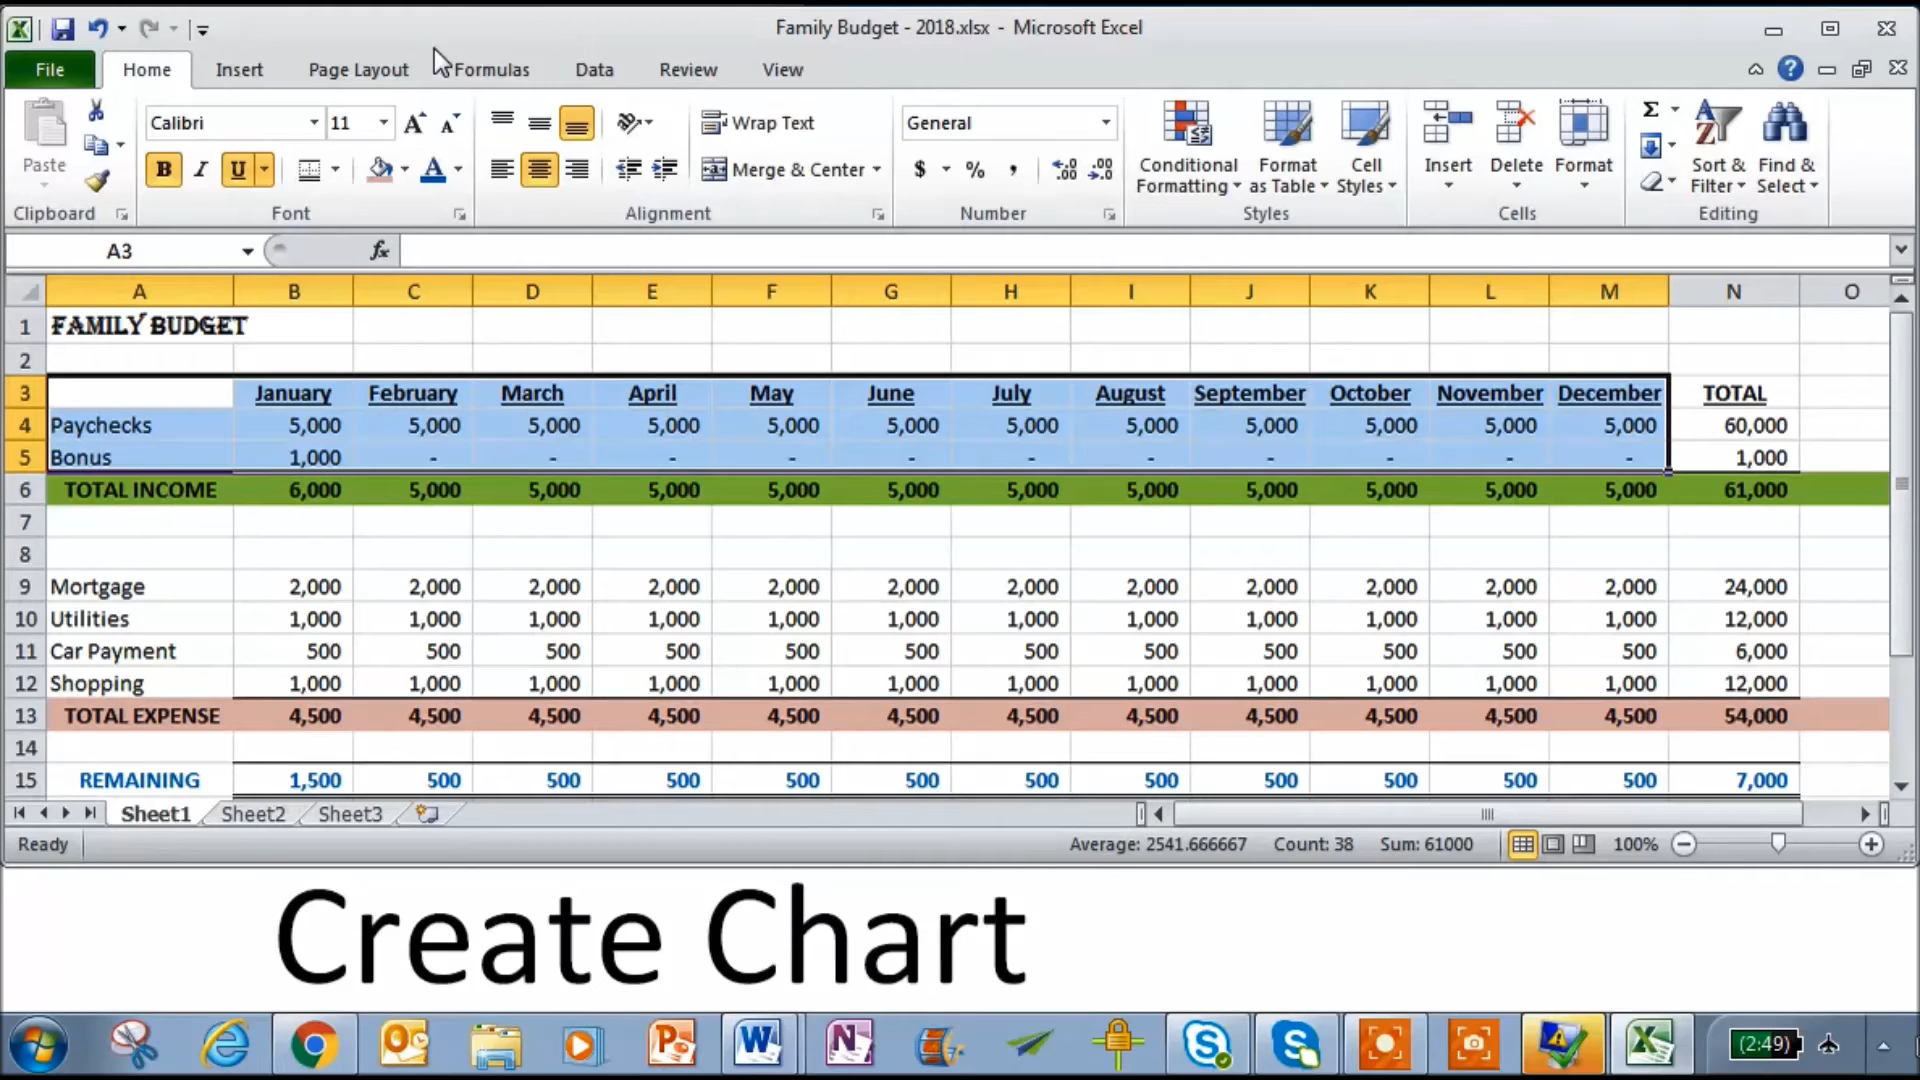 Family Budget - 2018.xlsx - Microsoft Excel
File Home Insert Page Layout Formulas Data Review View
Calibri 11 Wrap Text General
Paste B I U A Merge & Center $ % , Conditional Formatting Format as Table Cell Styles Insert Delete Format Sort & Filter Find & Select
Clipboard Font Alignment Number Styles Cells Editing
A3 fx
A B C D E F G H I J K L M N O
1 FAMILY BUDGET
2
3 January February March April May June July August September October November December TOTAL
4 Paychecks 5,000 5,000 5,000 5,000 5,000 5,000 5,000 5,000 5,000 5,000 5,000 5,000 60,000
5 Bonus 1,000 - - - - - - - - - - - 1,000
6 TOTAL INCOME 6,000 5,000 5,000 5,000 5,000 5,000 5,000 5,000 5,000 5,000 5,000 5,000 61,000
7
8
9 Mortgage 2,000 2,000 2,000 2,000 2,000 2,000 2,000 2,000 2,000 2,000 2,000 2,000 24,000
10 Utilities 1,000 1,000 1,000 1,000 1,000 1,000 1,000 1,000 1,000 1,000 1,000 1,000 12,000
11 Car Payment 500 500 500 500 500 500 500 500 500 500 500 500 6,000
12 Shopping 1,000 1,000 1,000 1,000 1,000 1,000 1,000 1,000 1,000 1,000 1,000 1,000 12,000
13 TOTAL EXPENSE 4,500 4,500 4,500 4,500 4,500 4,500 4,500 4,500 4,500 4,500 4,500 4,500 54,000
14
15 REMAINING 1,500 500 500 500 500 500 500 500 500 500 500 500 7,000
Sheet1 Sheet2 Sheet3
Ready Average: 2541.666667 Count: 38 Sum: 61000 100%
Create Chart
(2:49)